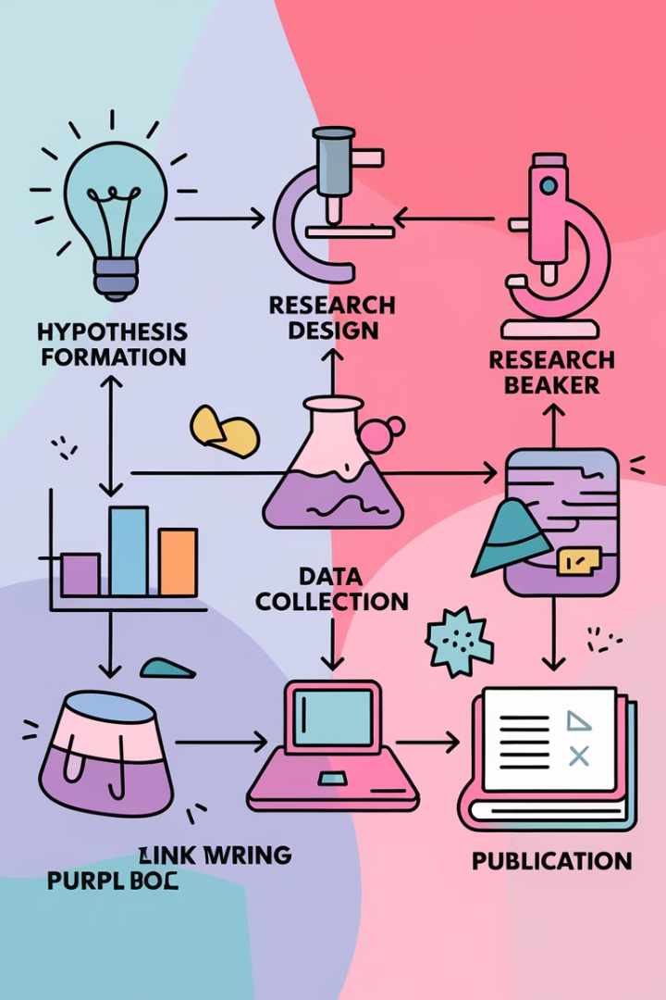 HYPOTHESIS
FORMATION
RESEARCH
DESIGN
RESEARCH
BEAKER
DATA
COLLECTION
LINK WRING
PURPL BOC
PUBLICATION